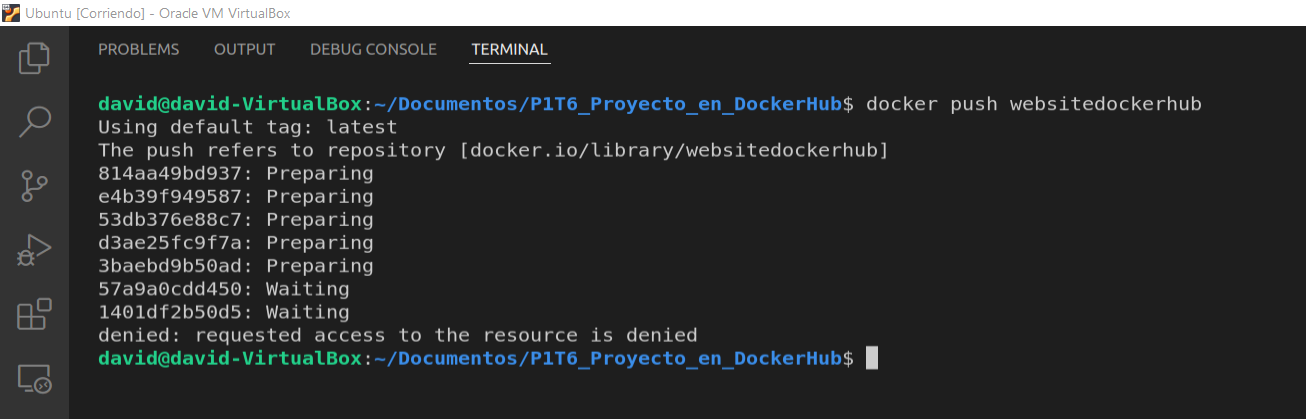 Ubuntu [Corriendo] - Oracle VM VirtualBox
PROBLEMS OUTPUT DEBUG CONSOLE TERMINAL
david@david-VirtualBox:~/Documentos/P1T6_Proyecto_en_DockerHub$ docker push websitedockerhub
Using default tag: latest
The push refers to repository [docker.io/library/websitedockerhub]
814aa49bd937: Preparing
e4b39f949587: Preparing
53db376e88c7: Preparing
d3ae25fc9f7a: Preparing
3baebd9b50ad: Preparing
57a9a0cdd450: Waiting
1401df2b50d5: Waiting
denied: requested access to the resource is denied
david@david-VirtualBox:~/Documentos/P1T6_Proyecto_en_DockerHub$